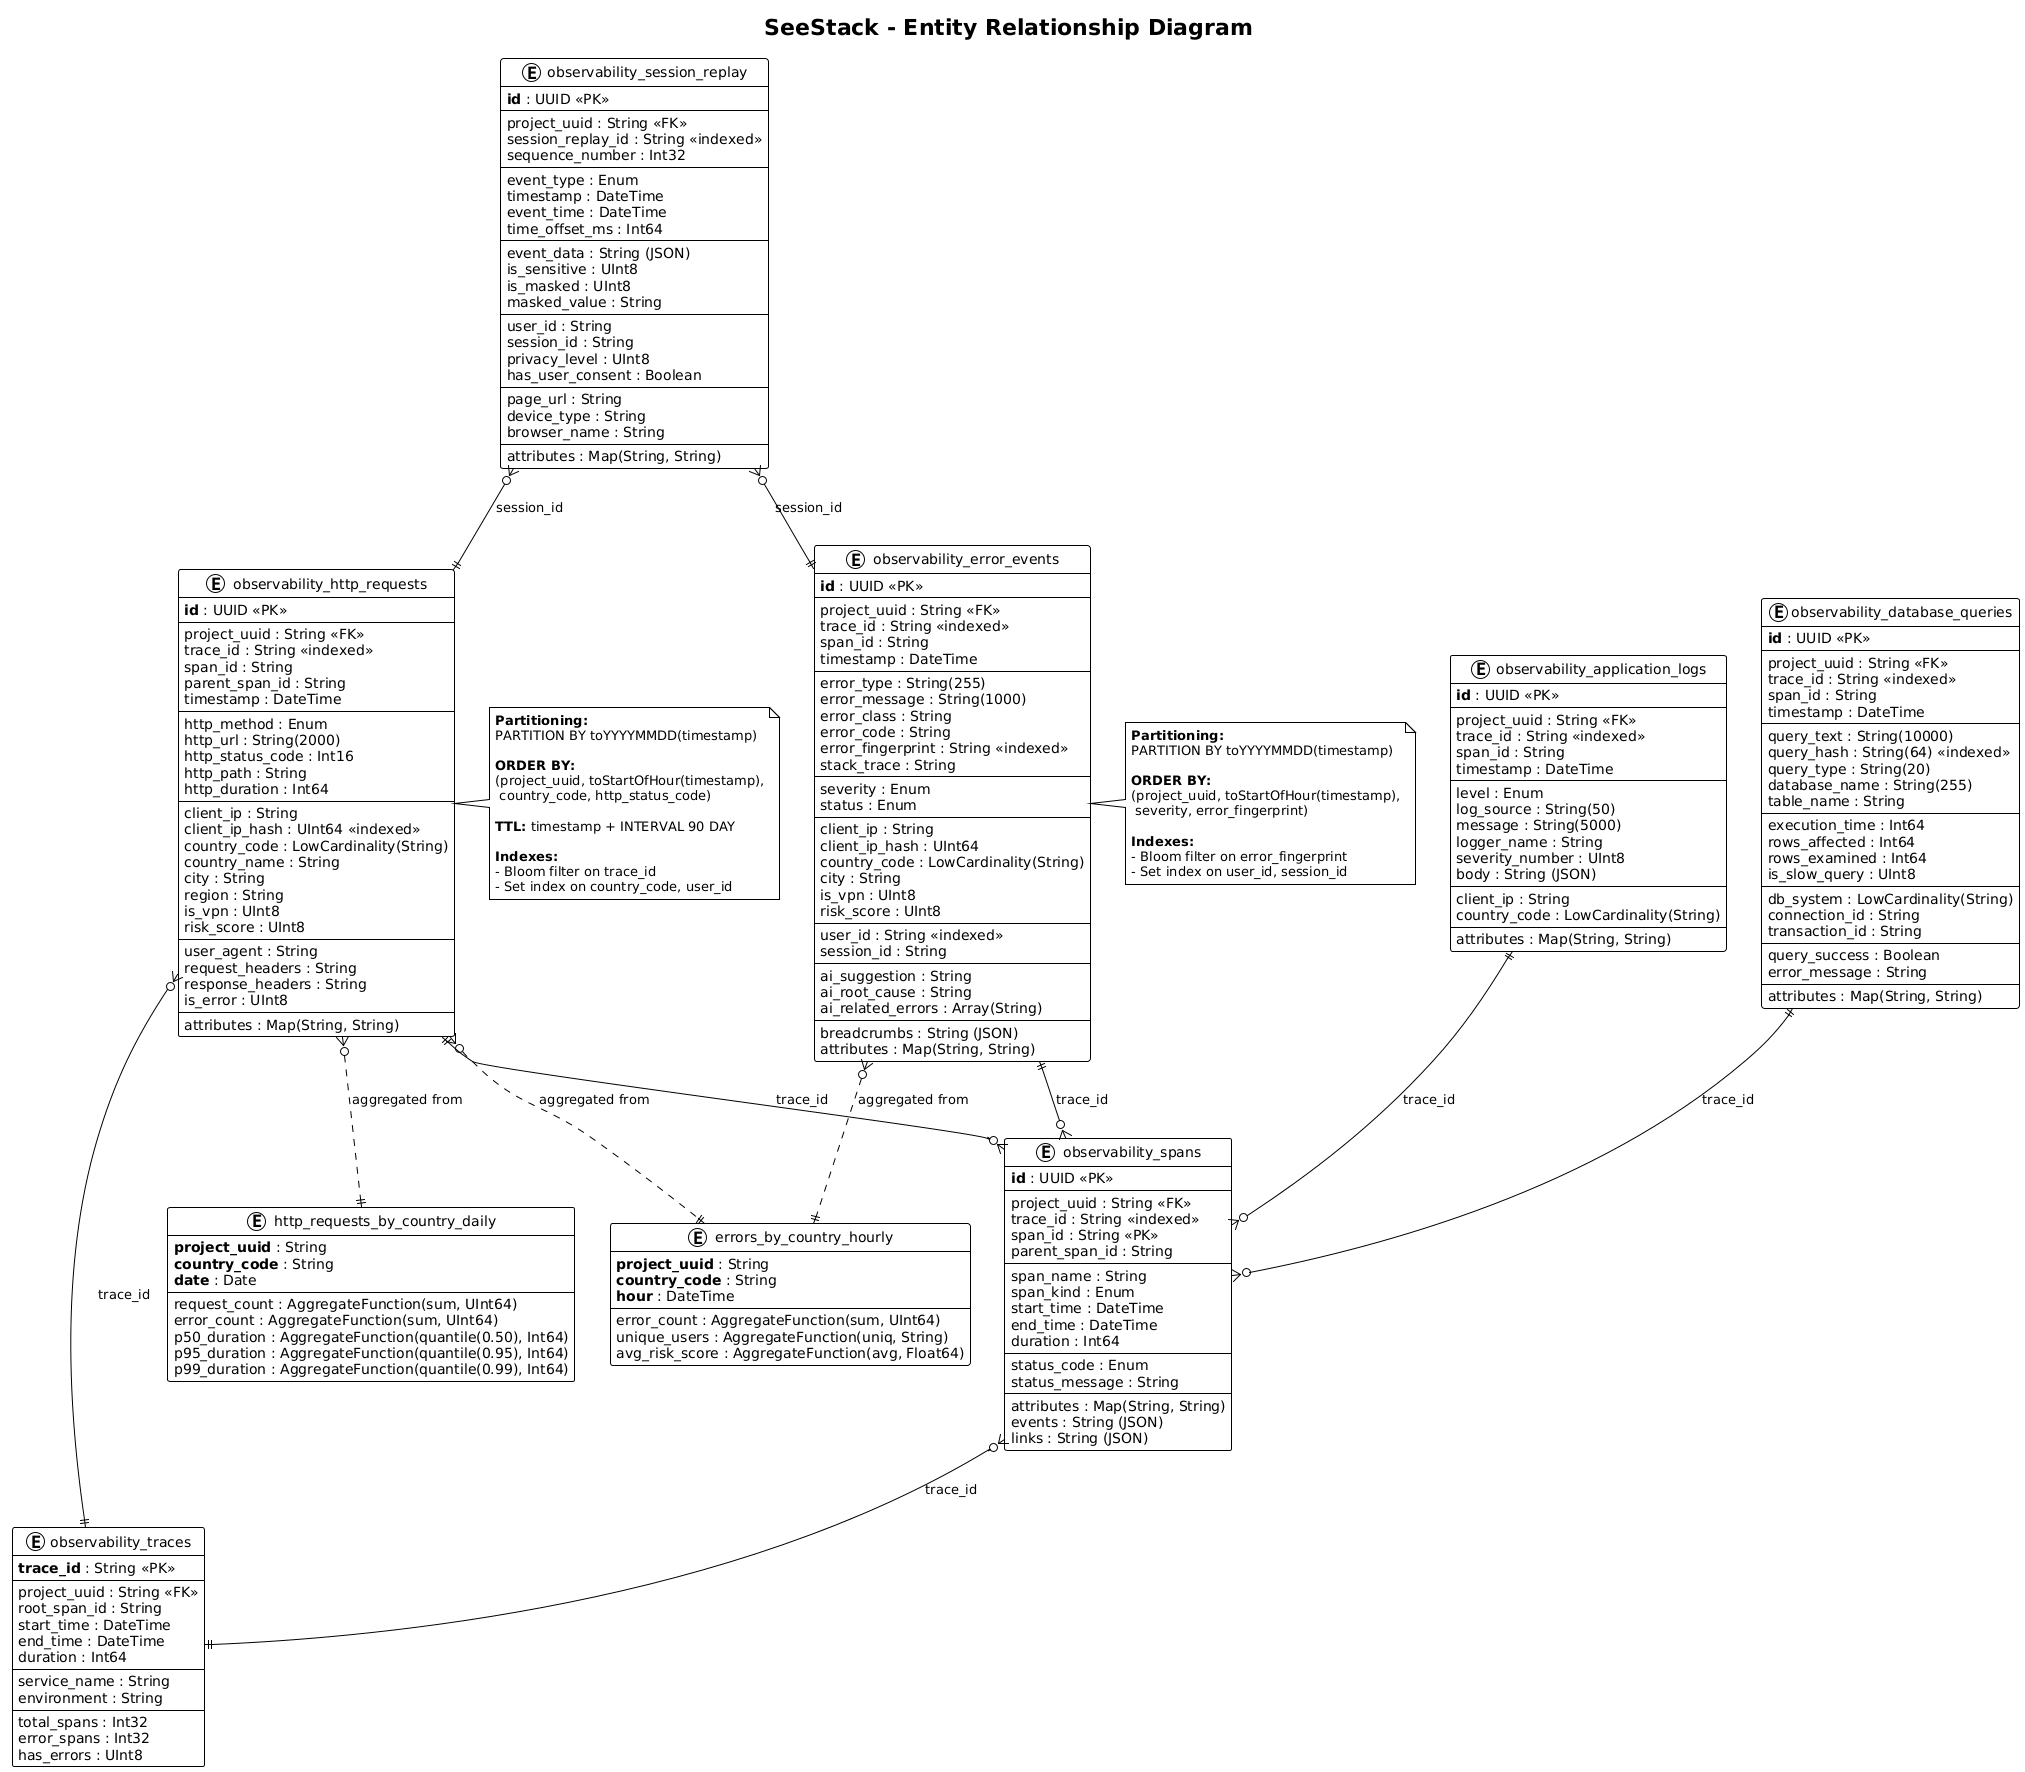 SeeStack - Entity Relationship Diagram
E observability_session_replay
id : UUID «PK»
project_uuid : String «FK»
session_replay_id : String «indexed»
sequence_number : Int32
event_type : Enum
timestamp : DateTime
event_time : DateTime
time_offset_ms : Int64
event_data : String (JSON)
is_sensitive : UInt8
is_masked : UInt8
masked_value : String
user_id : String
session_id : String
privacy_level : UInt8
has_user_consent : Boolean
page_url : String
device_type : String
browser_name : String
attributes : Map(String, String)
session_id
session_id
E observability_http_requests
id : UUID «PK»
project_uuid : String «FK»
trace_id : String «indexed»
span_id : String
parent_span_id : String
timestamp : DateTime
http_method : Enum
http_url : String(2000)
http_status_code : Int16
http_path : String
http_duration : Int64
client_ip : String
client_ip_hash : UInt64 «indexed»
country_code : LowCardinality(String)
country_name : String
city : String
region : String
is_vpn : UInt8
risk_score : UInt8
user_agent : String
request_headers : String
response_headers : String
is_error : UInt8
attributes : Map(String, String)
Partitioning:
PARTITION BY toYYYYMMDD(timestamp)
ORDER BY:
(project_uuid, toStartOfHour(timestamp),
country_code, http_status_code)
TTL: timestamp + INTERVAL 90 DAY
Indexes:
- Bloom filter on trace_id
- Set index on country_code, user_id
E observability_error_events
id : UUID «PK»
project_uuid : String «FK»
trace_id : String «indexed»
span_id : String
timestamp : DateTime
error_type : String(255)
error_message : String(1000)
error_class : String
error_code : String
error_fingerprint : String «indexed»
stack_trace : String
severity : Enum
status : Enum
client_ip : String
client_ip_hash : UInt64
country_code : LowCardinality(String)
city : String
is_vpn : UInt8
risk_score : UInt8
user_id : String «indexed»
session_id : String
ai_suggestion : String
ai_root_cause : String
ai_related_errors : Array(String)
breadcrumbs : String (JSON)
attributes : Map(String, String)
Partitioning:
PARTITION BY toYYYYMMDD(timestamp)
ORDER BY:
(project_uuid, toStartOfHour(timestamp),
severity, error_fingerprint)
Indexes:
- Bloom filter on error_fingerprint
- Set index on user_id, session_id
E observability_application_logs
id : UUID «PK»
project_uuid : String «FK»
trace_id : String «indexed»
span_id : String
timestamp : DateTime
level : Enum
log_source : String(50)
message : String(5000)
logger_name : String
severity_number : UInt8
body : String (JSON)
client_ip : String
country_code : LowCardinality(String)
attributes : Map(String, String)
E observability_database_queries
id : UUID «PK»
project_uuid : String «FK»
trace_id : String «indexed»
span_id : String
timestamp : DateTime
query_text : String(10000)
query_hash : String(64) «indexed»
query_type : String(20)
database_name : String(255)
table_name : String
execution_time : Int64
rows_affected : Int64
rows_examined : Int64
is_slow_query : UInt8
db_system : LowCardinality(String)
connection_id : String
transaction_id : String
query_success : Boolean
error_message : String
attributes : Map(String, String)
aggregated from
aggregated from
trace_id
aggregated from
trace_id
trace_id
trace_id
E http_requests_by_country_daily
project_uuid : String
country_code : String
date : Date
request_count : AggregateFunction(sum, UInt64)
error_count : AggregateFunction(sum, UInt64)
p50_duration : AggregateFunction(quantile(0.50), Int64)
p95_duration : AggregateFunction(quantile(0.95), Int64)
p99_duration : AggregateFunction(quantile(0.99), Int64)
E errors_by_country_hourly
project_uuid : String
country_code : String
hour : DateTime
error_count : AggregateFunction(sum, UInt64)
unique_users : AggregateFunction(uniq, String)
avg_risk_score : AggregateFunction(avg, Float64)
E observability_spans
id : UUID «PK»
project_uuid : String «FK»
trace_id : String «indexed»
span_id : String «PK»
parent_span_id : String
span_name : String
span_kind : Enum
start_time : DateTime
end_time : DateTime
duration : Int64
status_code : Enum
status_message : String
attributes : Map(String, String)
events : String (JSON)
links : String (JSON)
trace_id
trace_id
E observability_traces
trace_id : String «PK»
project_uuid : String «FK»
root_span_id : String
start_time : DateTime
end_time : DateTime
duration : Int64
service_name : String
environment : String
total_spans : Int32
error_spans : Int32
has_errors : UInt8